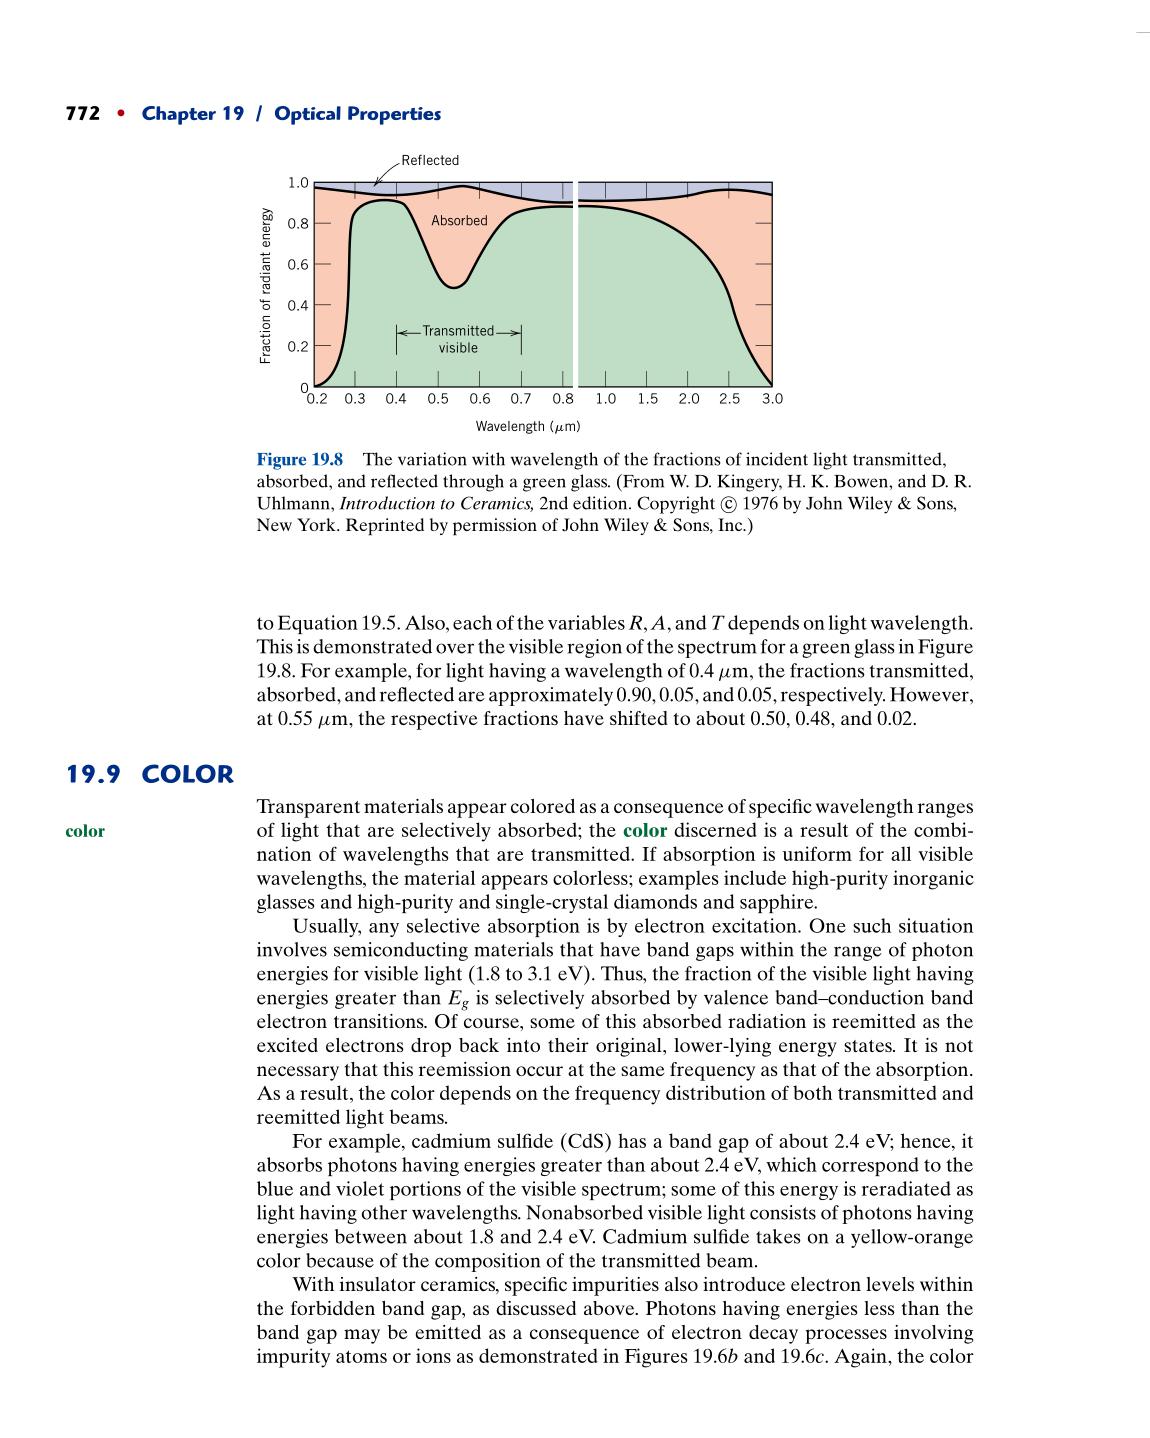 772 • Chapter 19 / Optical Properties
Reflected
1.0
0.8
0.6
0.4
0.2
0
Fraction of radiant energy
Absorbed
Transmitted
visible
0.2 0.3 0.4 0.5 0.6 0.7 0.8 1.0 1.5 2.0 2.5 3.0
Wavelength (μm)
Figure 19.8 The variation with wavelength of the fractions of incident light transmitted,
absorbed, and reflected through a green glass. (From W. D. Kingery, H. K. Bowen, and D. R.
Uhlmann, Introduction to Ceramics, 2nd edition. Copyright © 1976 by John Wiley & Sons,
New York. Reprinted by permission of John Wiley & Sons, Inc.)
to Equation 19.5. Also, each of the variables R, A, and T depends on light wavelength.
This is demonstrated over the visible region of the spectrum for a green glass in Figure
19.8. For example, for light having a wavelength of 0.4 μm, the fractions transmitted,
absorbed, and reflected are approximately 0.90, 0.05, and 0.05, respectively. However,
at 0.55 μm, the respective fractions have shifted to about 0.50, 0.48, and 0.02.
19.9 COLOR
Transparent materials appear colored as a consequence of specific wavelength ranges
color
of light that are selectively absorbed; the color discerned is a result of the combi-
nation of wavelengths that are transmitted. If absorption is uniform for all visible
wavelengths, the material appears colorless; examples include high-purity inorganic
glasses and high-purity and single-crystal diamonds and sapphire.
Usually, any selective absorption is by electron excitation. One such situation
involves semiconducting materials that have band gaps within the range of photon
energies for visible light (1.8 to 3.1 eV). Thus, the fraction of the visible light having
energies greater than Eg is selectively absorbed by valence band–conduction band
electron transitions. Of course, some of this absorbed radiation is reemitted as the
excited electrons drop back into their original, lower-lying energy states. It is not
necessary that this reemission occur at the same frequency as that of the absorption.
As a result, the color depends on the frequency distribution of both transmitted and
reemitted light beams.
For example, cadmium sulfide (CdS) has a band gap of about 2.4 eV; hence, it
absorbs photons having energies greater than about 2.4 eV, which correspond to the
blue and violet portions of the visible spectrum; some of this energy is reradiated as
light having other wavelengths. Nonabsorbed visible light consists of photons having
energies between about 1.8 and 2.4 eV. Cadmium sulfide takes on a yellow-orange
color because of the composition of the transmitted beam.
With insulator ceramics, specific impurities also introduce electron levels within
the forbidden band gap, as discussed above. Photons having energies less than the
band gap may be emitted as a consequence of electron decay processes involving
impurity atoms or ions as demonstrated in Figures 19.6b and 19.6c. Again, the color